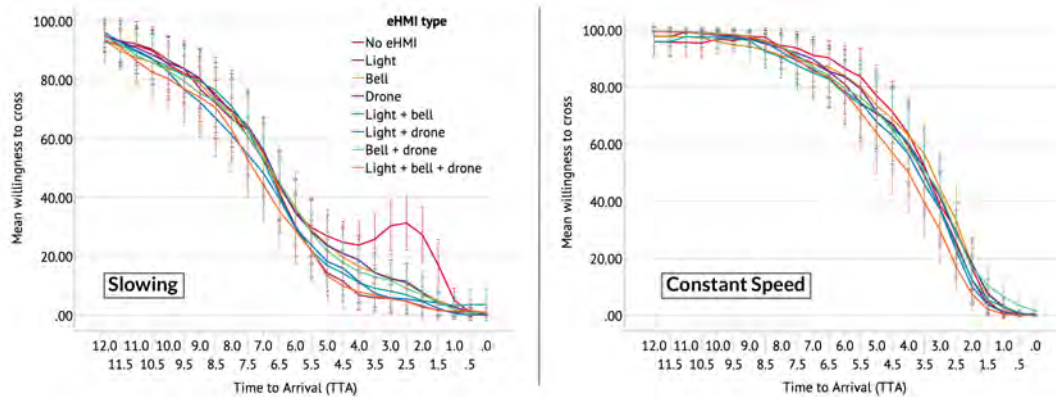 eHMI type
No eHMI
Light
Bell
Drone
Light + bell
Light + drone
Bell + drone
Light + bell + drone
Mean willingness to cross
100.00
80.00
60.00
40.00
20.00
.00
Slowing
12.0 11.0 10.0 9.0 8.0 7.0 6.0 5.0 4.0 3.0 2.0 1.0 .0
11.5 10.5 9.5 8.5 7.5 6.5 5.5 4.5 3.5 2.5 1.5 .5
Time to Arrival (TTA)
Mean willingness to cross
100.00
80.00
60.00
40.00
20.00
.00
Constant Speed
12.0 11.0 10.0 9.0 8.0 7.0 6.0 5.0 4.0 3.0 2.0 1.0 .0
11.5 10.5 9.5 8.5 7.5 6.5 5.5 4.5 3.5 2.5 1.5 .5
Time to Arrival (TTA)